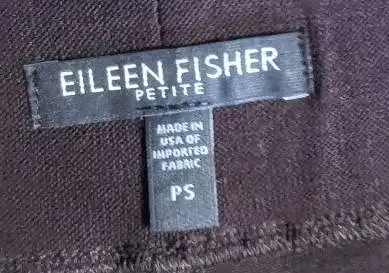 EILEEN FISHER
PETITE
MADE IN
USA OF
IMPORTED
FABRIC
PS